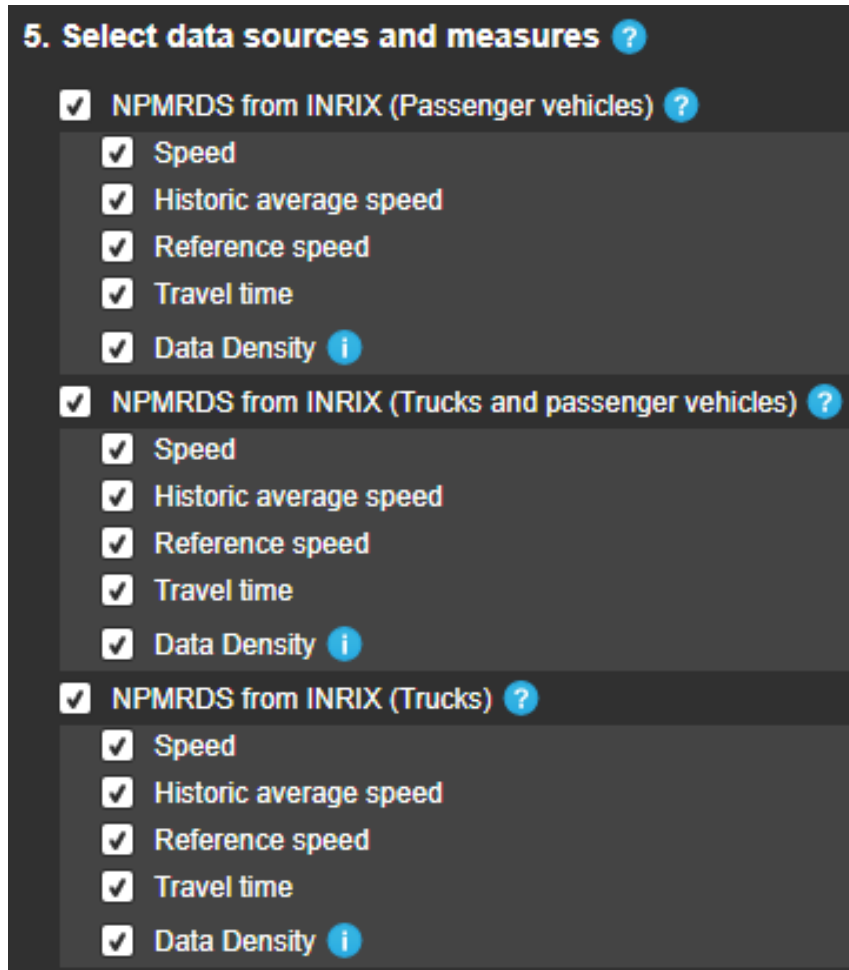 5. Select data sources and measures ?
NPMRDS from INRIX (Passenger vehicles) ?
Speed
Historic average speed
Reference speed
Travel time
Data Density i
NPMRDS from INRIX (Trucks and passenger vehicles) ?
Speed
Historic average speed
Reference speed
Travel time
Data Density i
NPMRDS from INRIX (Trucks) ?
Speed
Historic average speed
Reference speed
Travel time
Data Density i